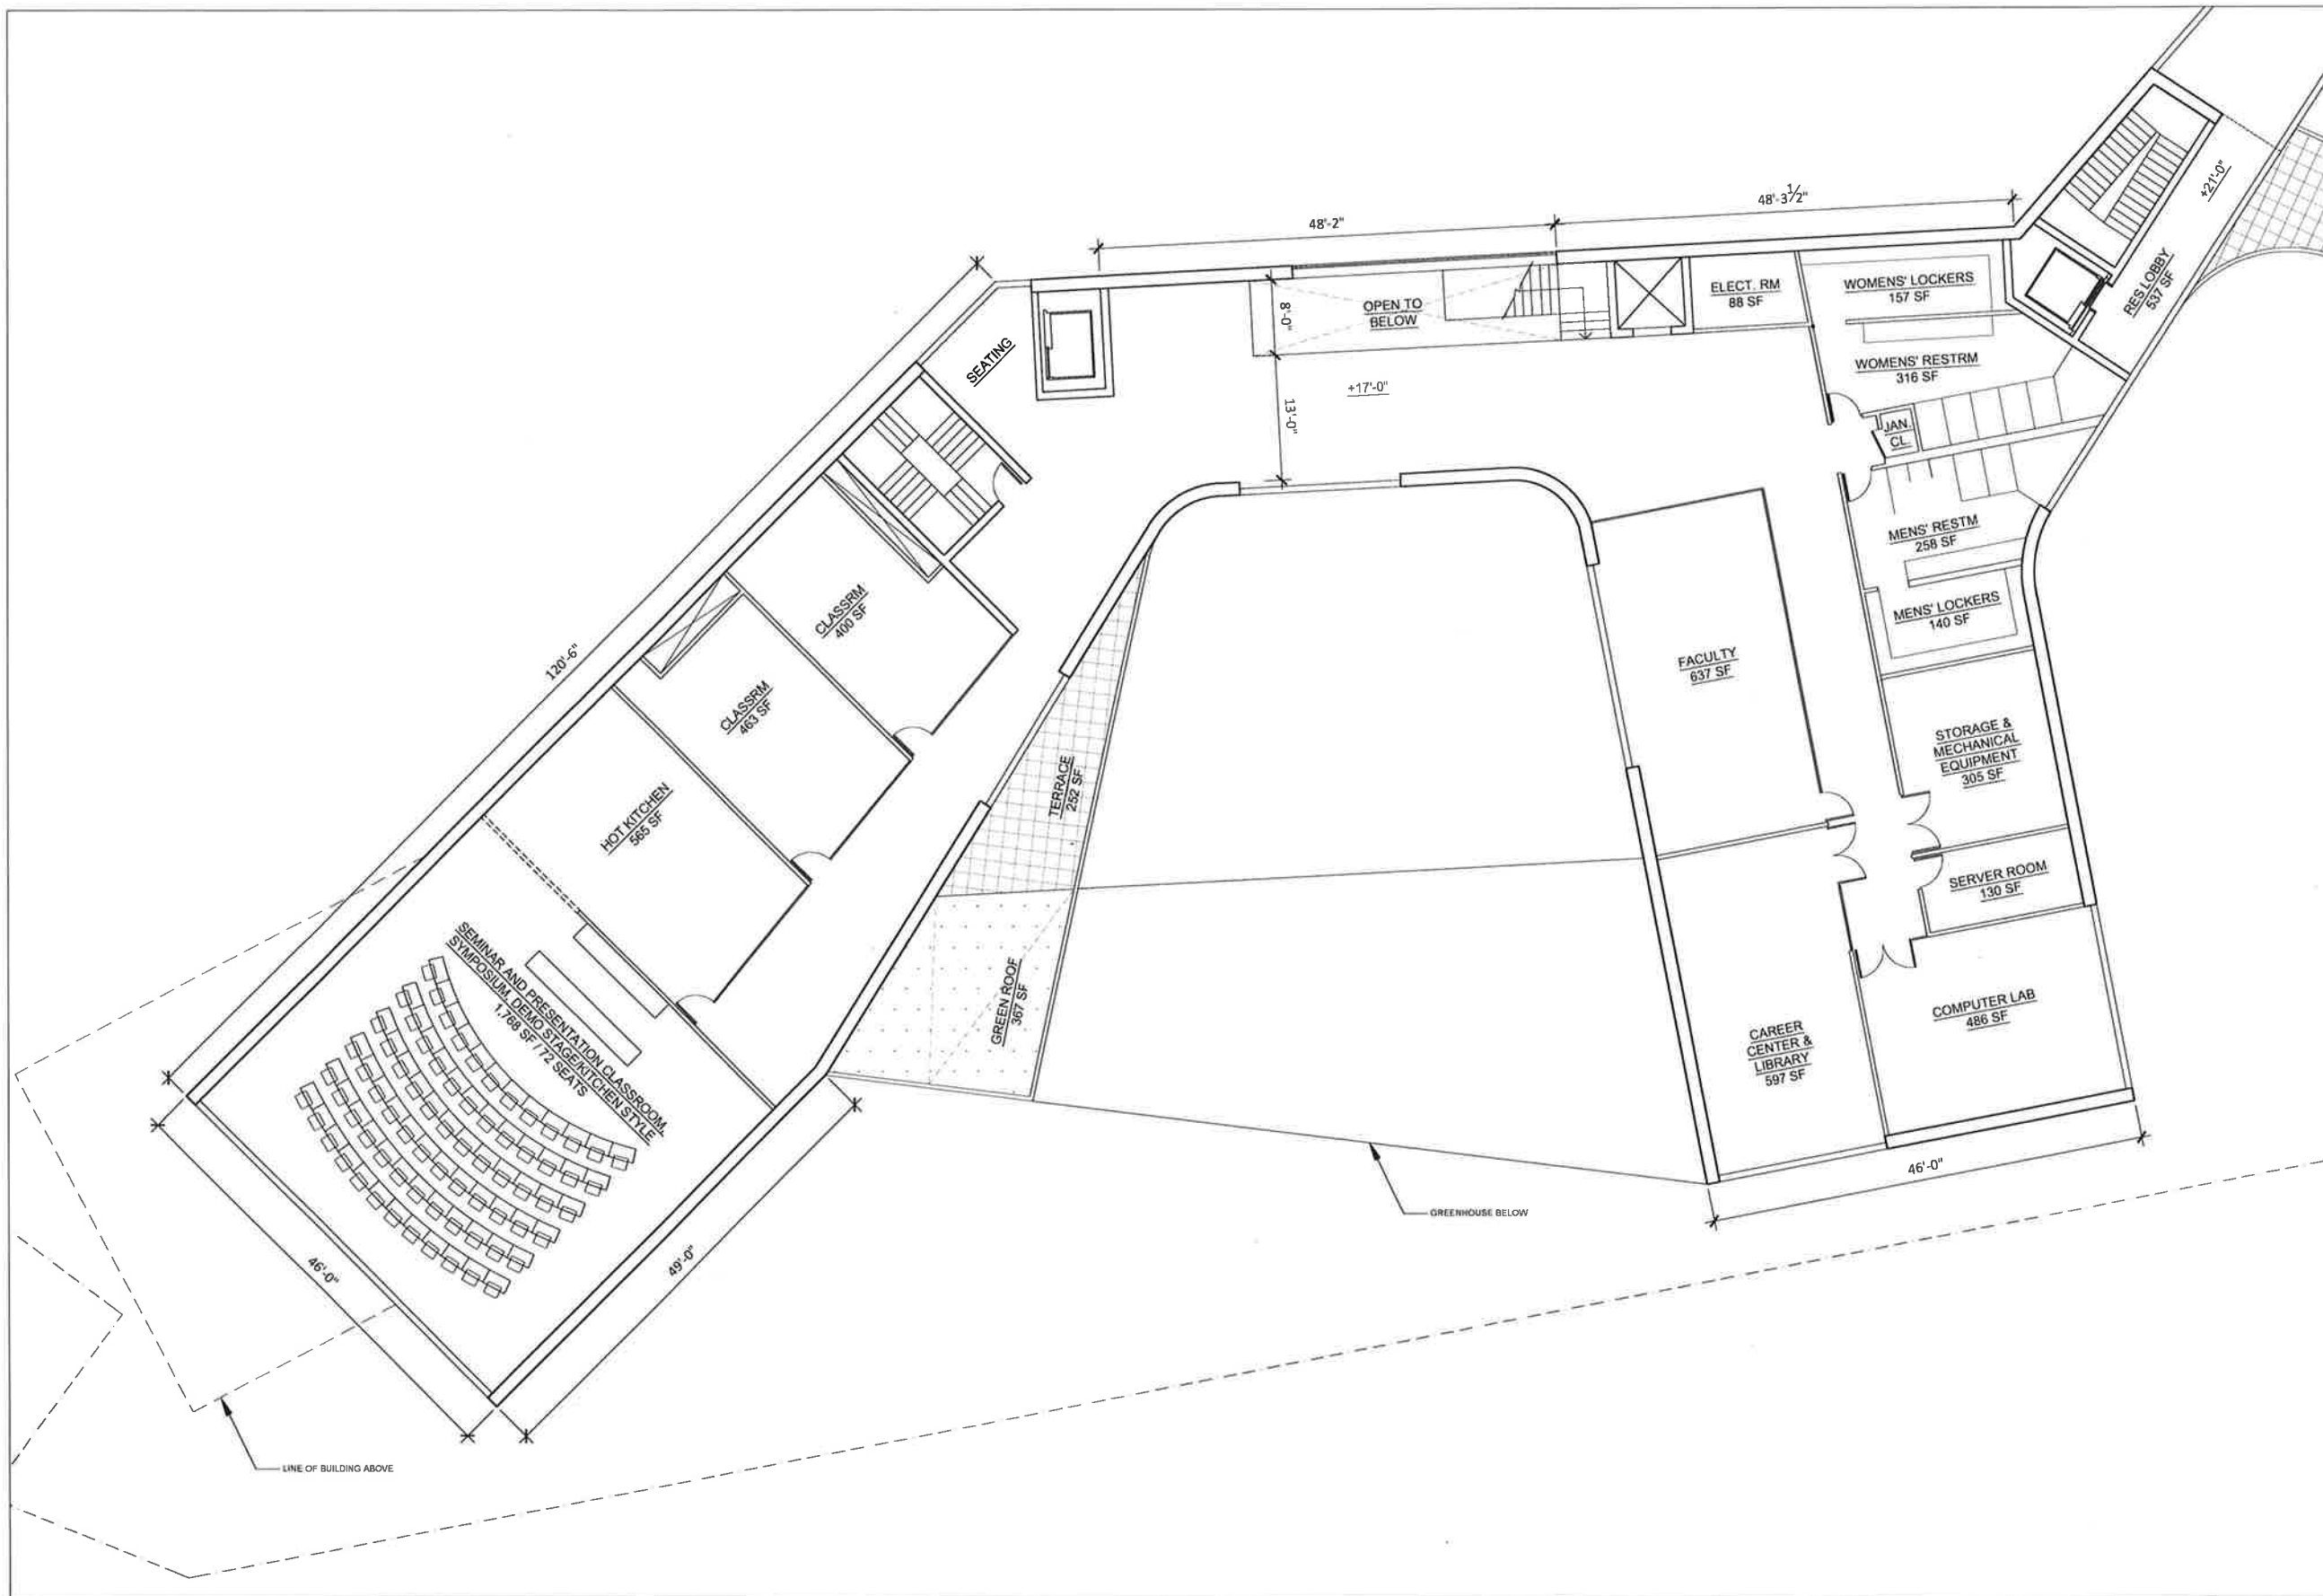 48'-2"
48'-3 1/2"
+21'-0"
RES LOBBY
537 SF
SEATING
8'-0"
OPEN TO
BELOW
ELECT. RM
88 SF
WOMENS' LOCKERS
157 SF
WOMENS' RESTRM
316 SF
+17'-0"
13'-0"
JAN.
CL.
MENS' RESTM
258 SF
MENS' LOCKERS
140 SF
CLASSRM
400 SF
120'-6"
CLASSRM
463 SF
FACULTY
637 SF
STORAGE &
MECHANICAL
EQUIPMENT
305 SF
TERRACE
252 SF
HOT KITCHEN
565 SF
SERVER ROOM
130 SF
SEMINAR AND PRESENTATION CLASSROOM,
SYMPOSIUM, DEMO STAGE/KITCHEN STYLE
1,768 SF / 72 SEATS
GREEN ROOF
367 SF
COMPUTER LAB
486 SF
CAREER
CENTER &
LIBRARY
597 SF
46'-0"
GREENHOUSE BELOW
46'-0"
49'-0"
LINE OF BUILDING ABOVE